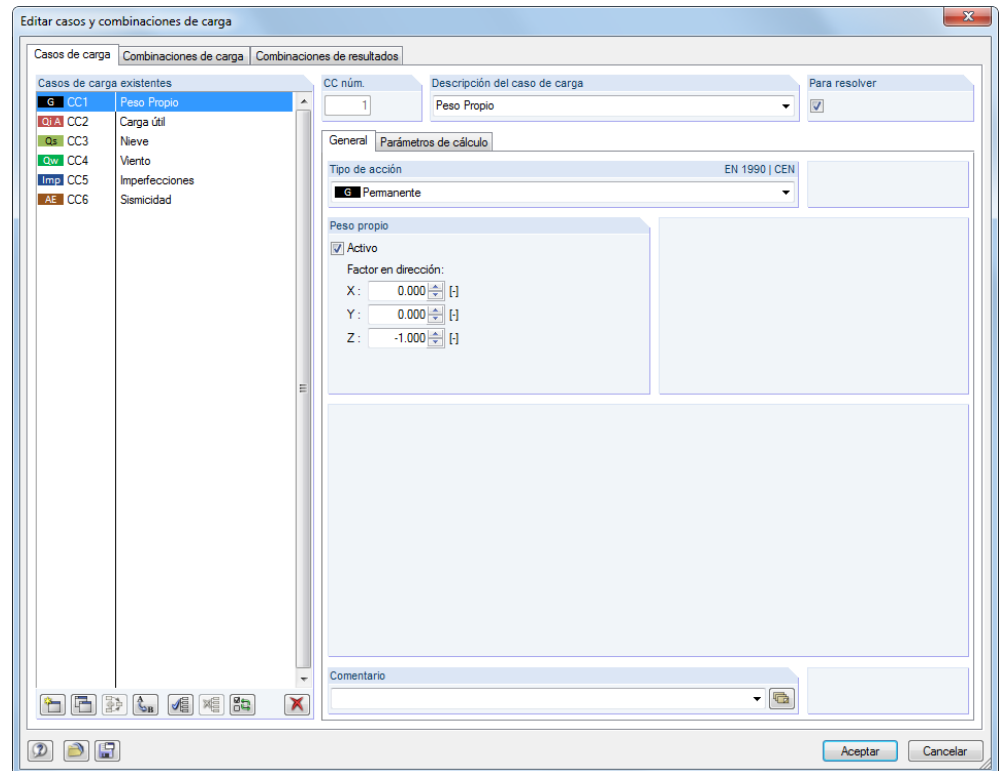 Editar casos y combinaciones de carga
Casos de carga Combinaciones de carga Combinaciones de resultados
Casos de carga existentes
G CC1 Peso Propio
Qi A CC2 Carga útil
Qs CC3 Nieve
Qw CC4 Viento
Imp CC5 Imperfecciones
AE CC6 Sismicidad
CC núm. Descripción del caso de carga Para resolver
1 Peso Propio
General Parámetros de cálculo
Tipo de acción EN 1990 | CEN
G Permanente
Peso propio
Activo
Factor en dirección:
X : 0.000 [-]
Y : 0.000 [-]
Z : -1.000 [-]
Comentario
Aceptar Cancelar